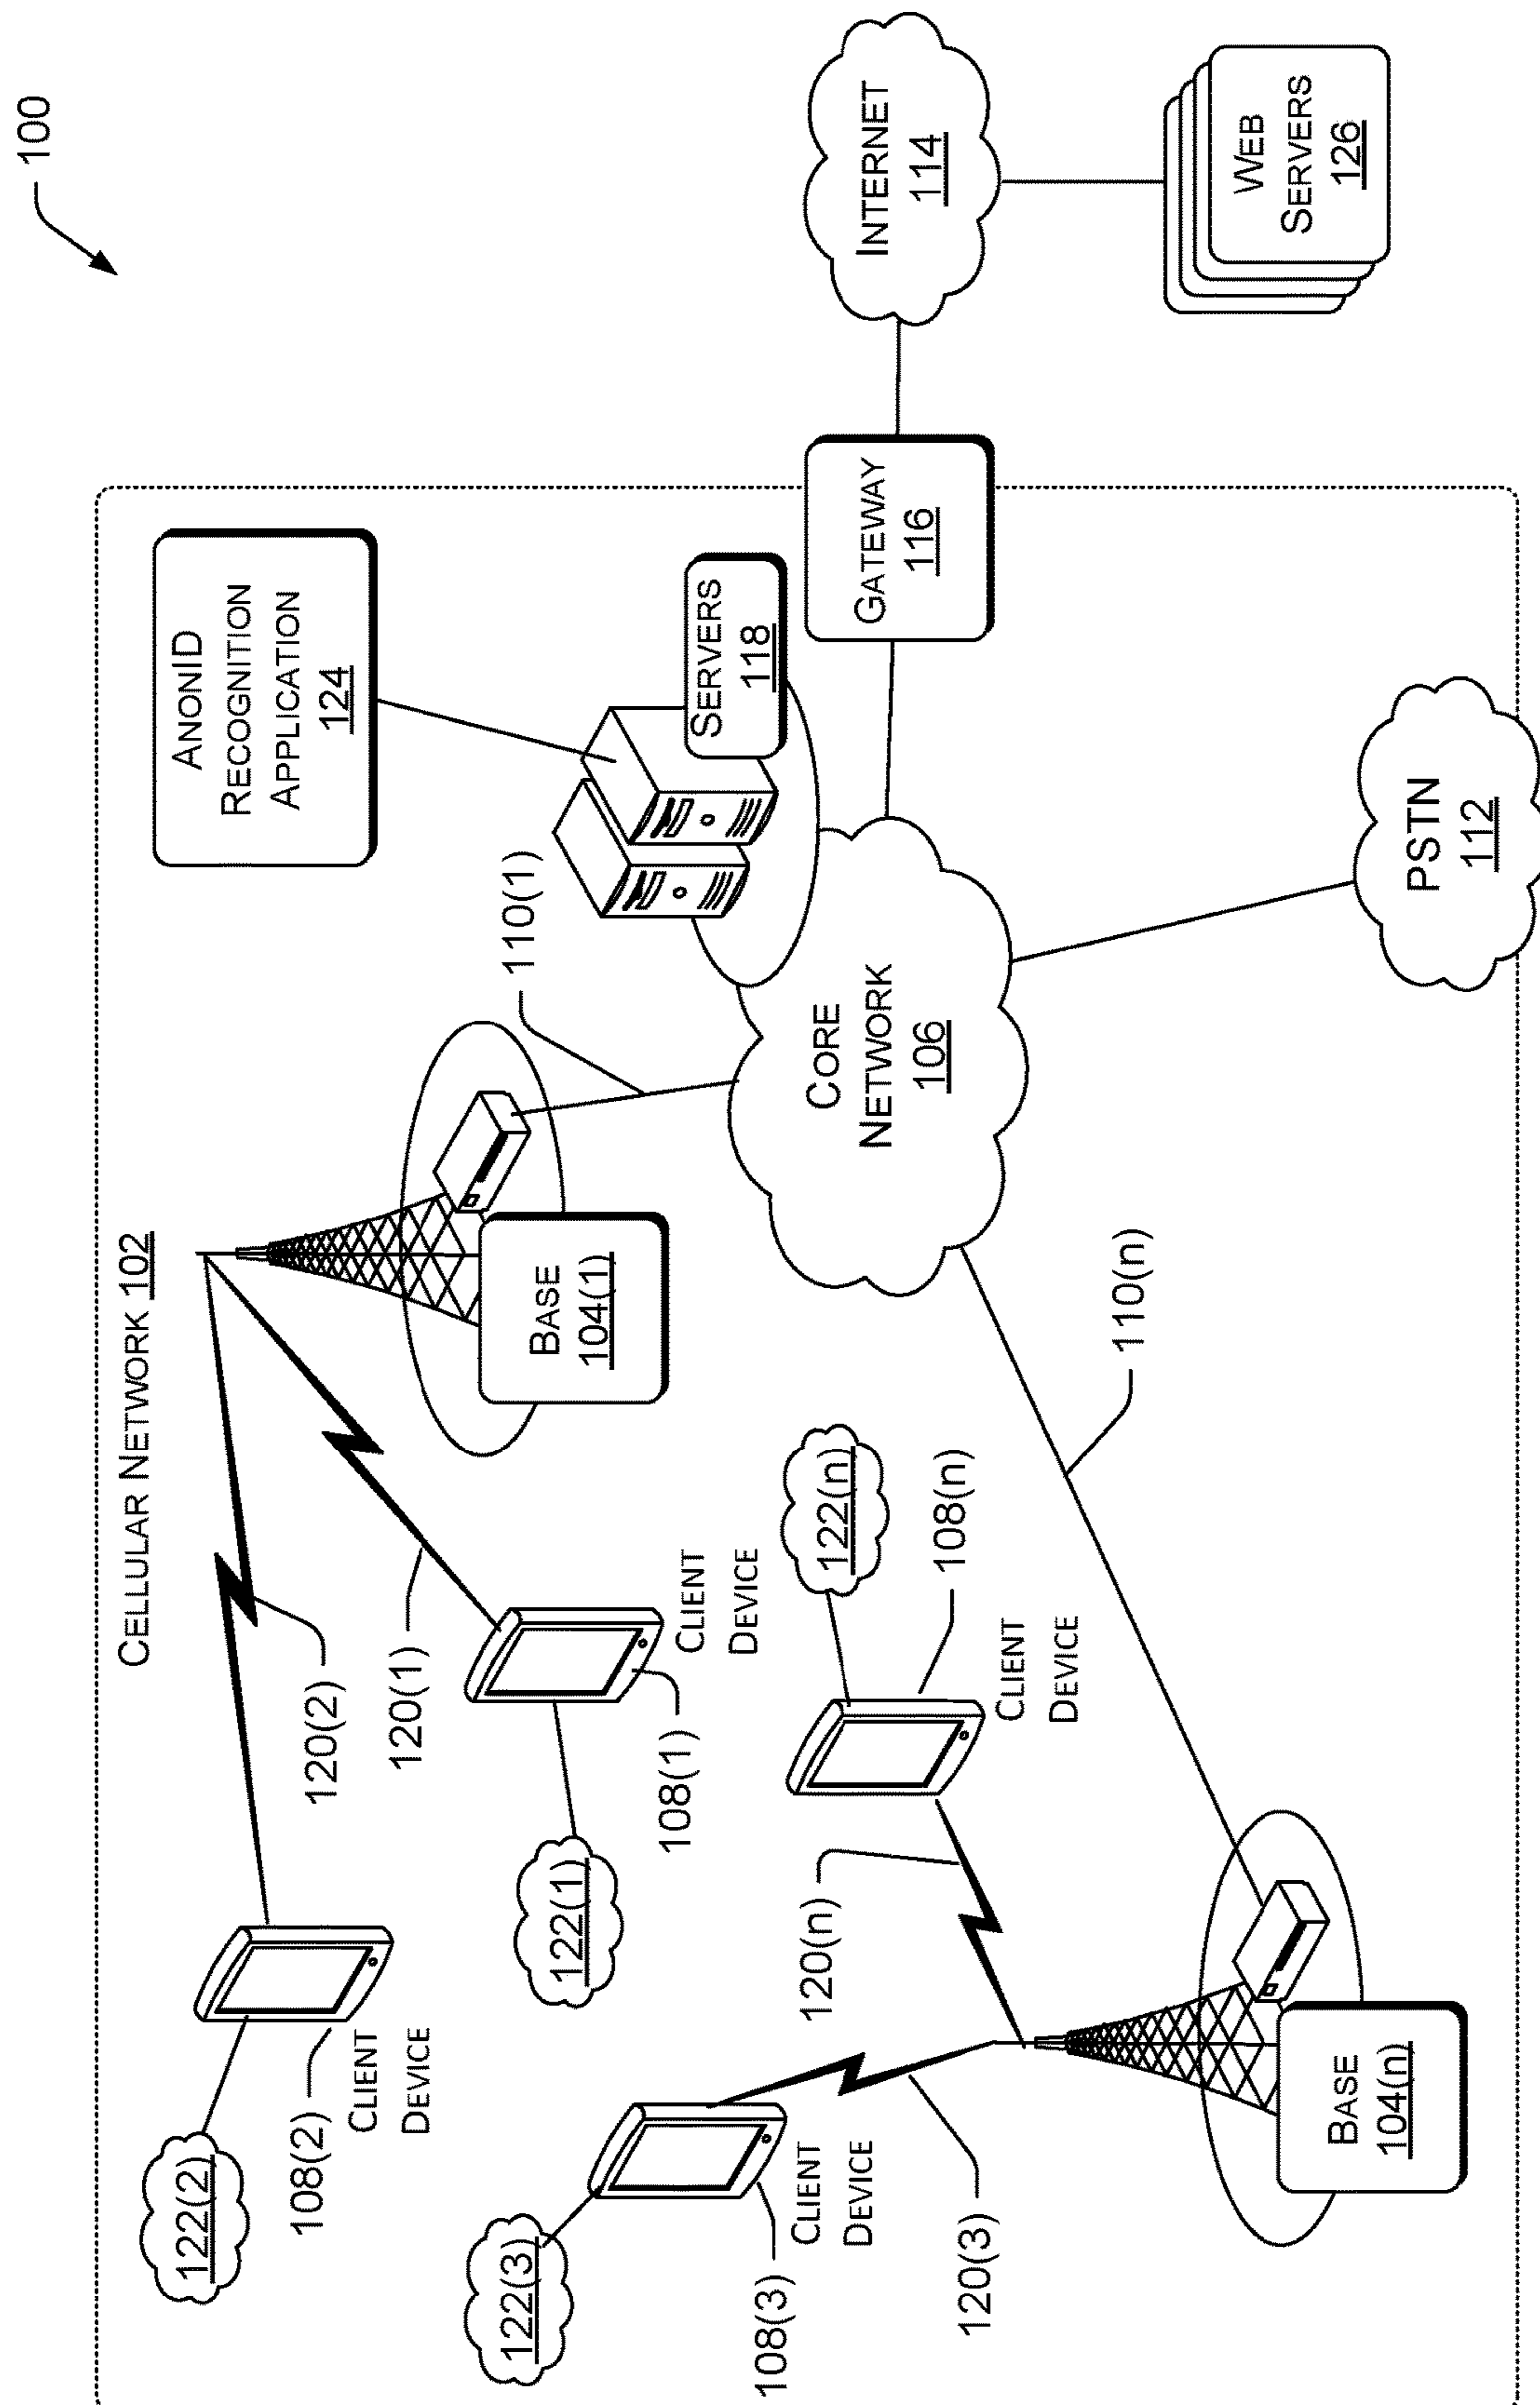 100
CELLULAR NETWORK 102
122(2)
108(2)
CLIENT
DEVICE
120(2)
120(1)
122(1)
108(1)
CLIENT
DEVICE
122(3)
108(3)
CLIENT
DEVICE
120(3)
120(n)
122(n)
108(n)
CLIENT
DEVICE
BASE
104(1)
BASE
104(n)
110(1)
110(n)
ANONID
RECOGNITION
APPLICATION
124
SERVERS
118
CORE
NETWORK
106
GATEWAY
116
INTERNET
114
WEB
SERVERS
126
PSTN
112